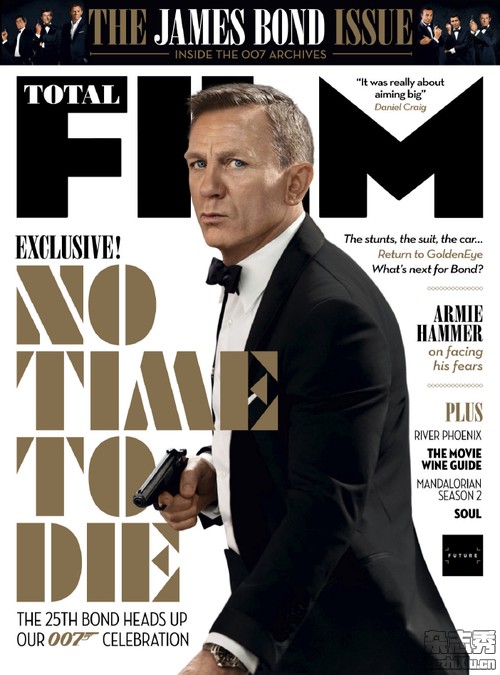 THE JAMES BOND ISSUE
INSIDE THE 007 ARCHIVES
TOTAL
FILM
"It was really about
aiming big"
Daniel Craig
EXCLUSIVE!
NO
TIME
TO
DIE
THE 25TH BOND HEADS UP
OUR 007 CELEBRATION
The stunts, the suit, the car...
Return to GoldenEye
What's next for Bond?
ARMIE
HAMMER
on facing
his fears
PLUS
RIVER PHOENIX
THE MOVIE
WINE GUIDE
MANDALORIAN
SEASON 2
SOUL
FUTURE
杂志秀